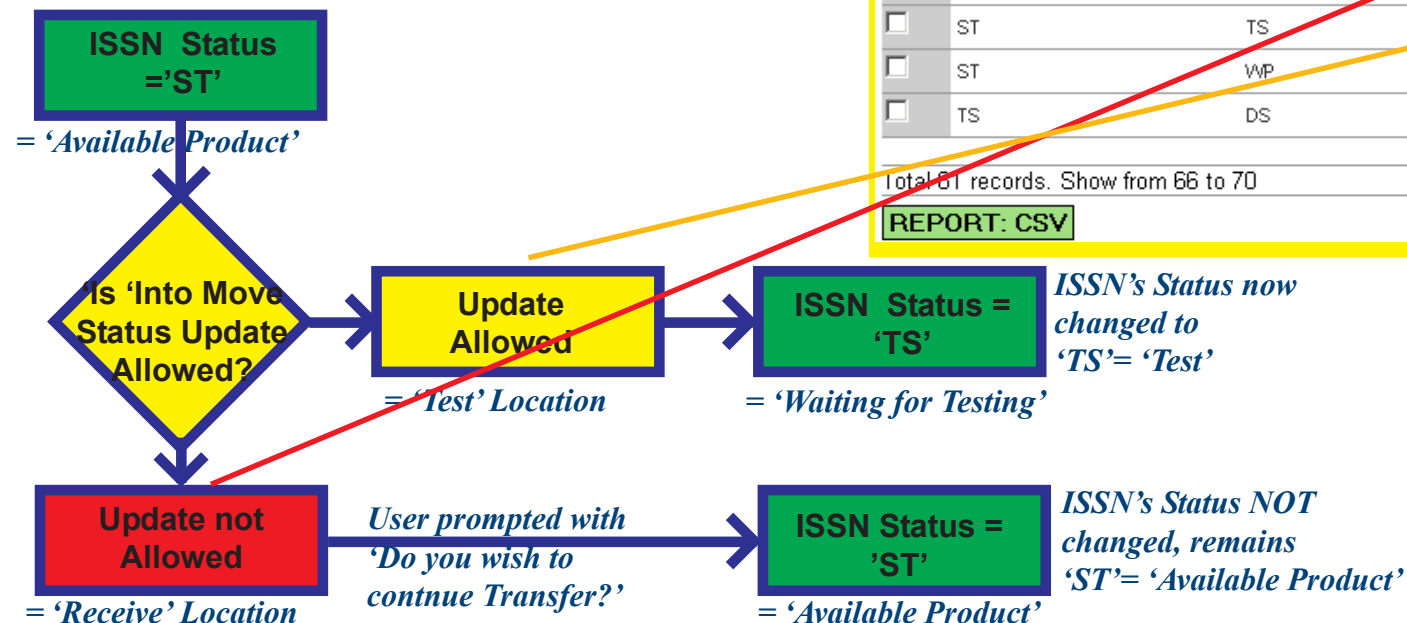 ISSN Status
=’ST’
= ‘Available Product’
ST TS
ST WP
TS DS
Total 81 records. Show from 66 to 70
REPORT: CSV
‘Is ‘Into Move
Status Update
Allowed?
Update
Allowed
= ‘Test’ Location
ISSN Status =
‘TS’
= ‘Waiting for Testing’
ISSN’s Status now
changed to
‘TS’= ‘Test’
Update not
Allowed
= ‘Receive’ Location
User prompted with
‘Do you wish to
contnue Transfer?’
ISSN Status =
’ST’
= ‘Available Product’
ISSN’s Status NOT
changed, remains
‘ST’= ‘Available Product’